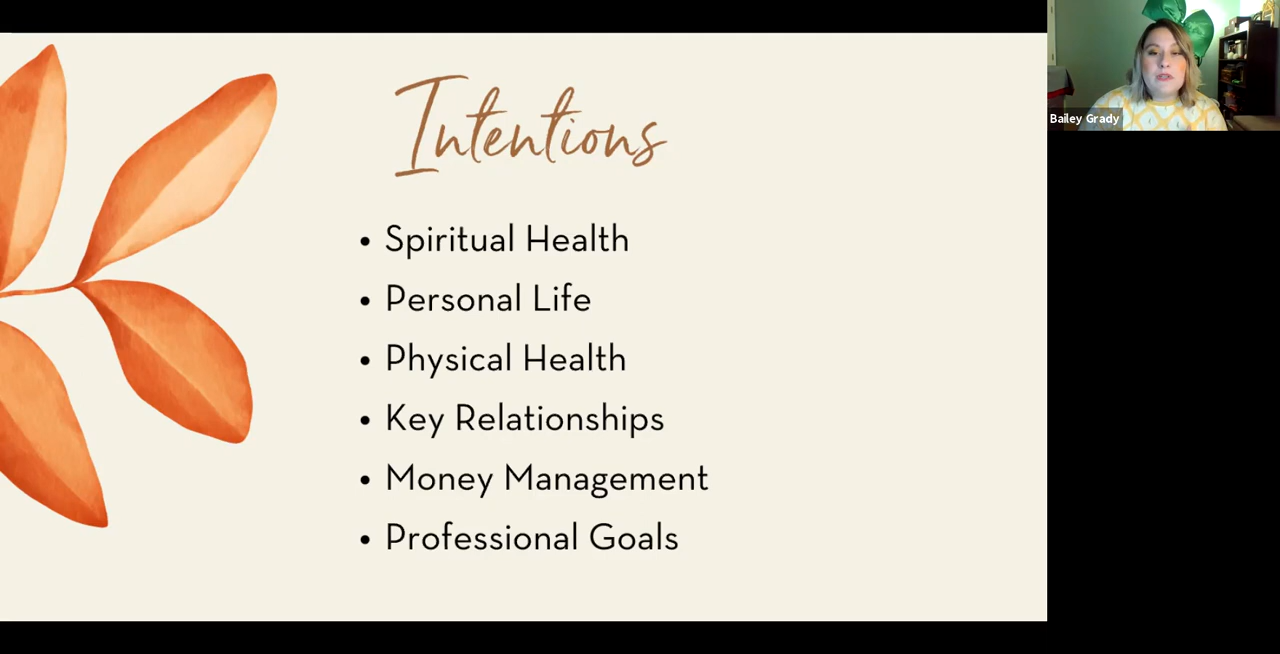 Intentions
• Spiritual Health
• Personal Life
• Physical Health
• Key Relationships
• Money Management
• Professional Goals
Bailey Grady